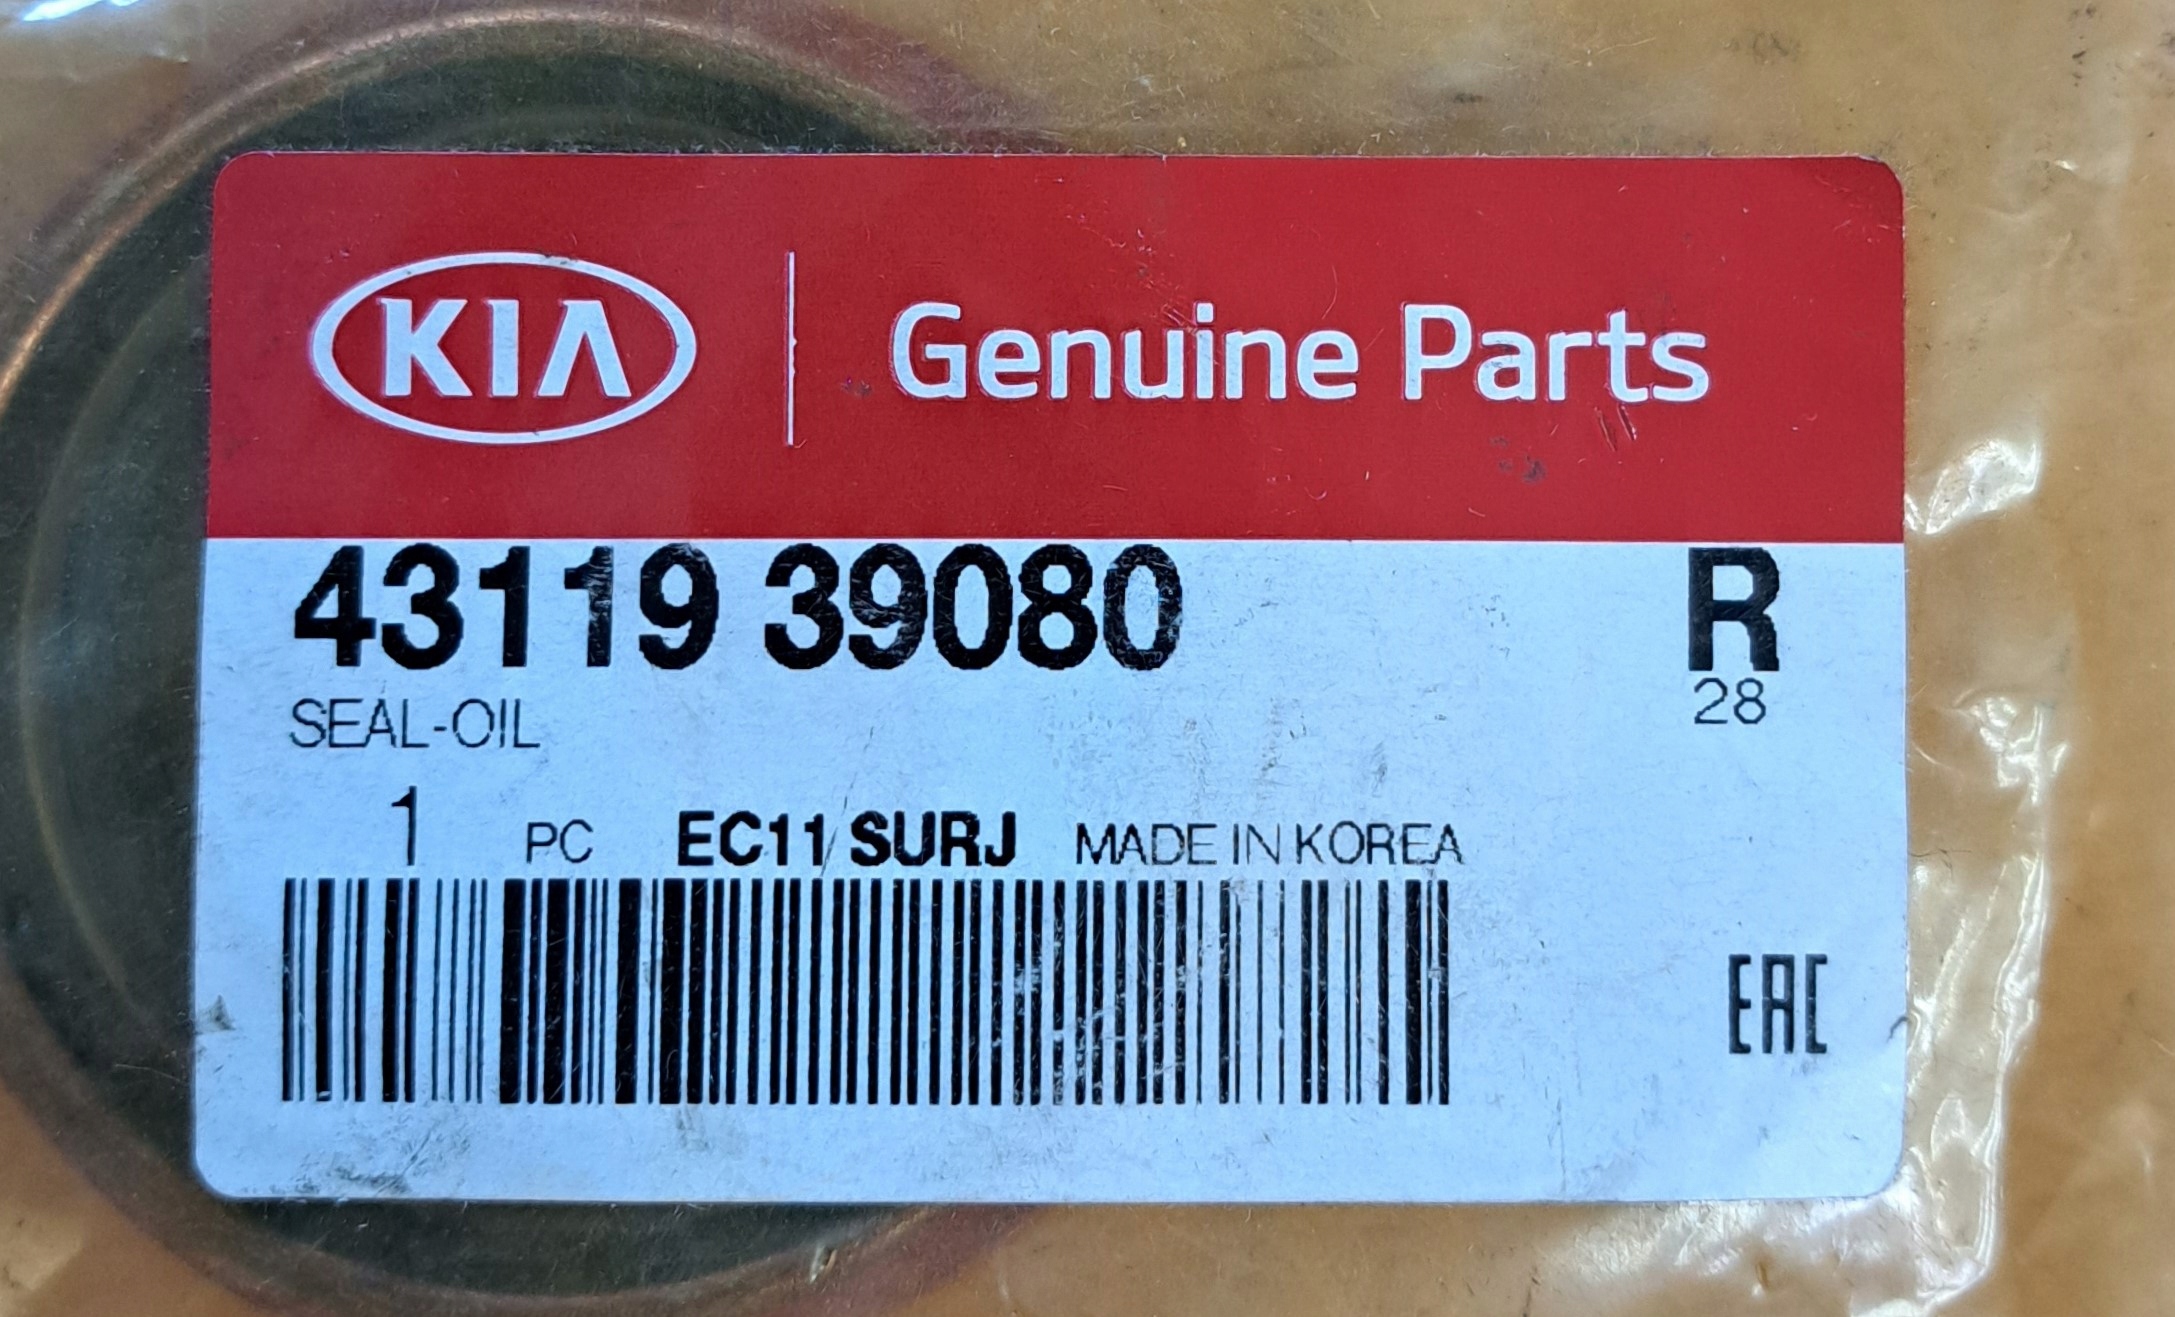 KIA Genuine Parts
43119 39080 R
SEAL-OIL 28
1 PC EC11 SURJ MADE IN KOREA
EAC